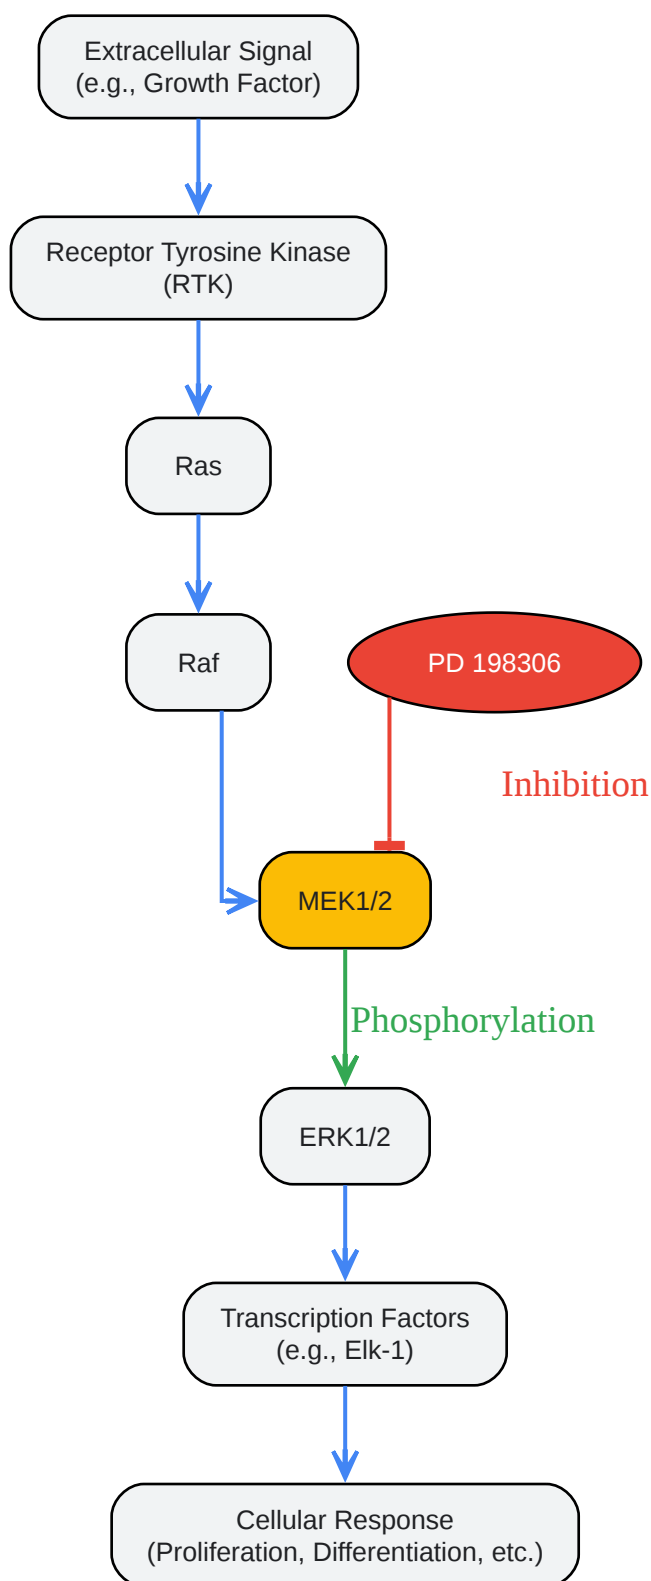 Extracellular Signal
(e.g., Growth Factor)
Receptor Tyrosine Kinase
(RTK)
Ras
Raf
PD 198306
Inhibition
MEK1/2
Phosphorylation
ERK1/2
Transcription Factors
(e.g., Elk-1)
Cellular Response
(Proliferation, Differentiation, etc.)